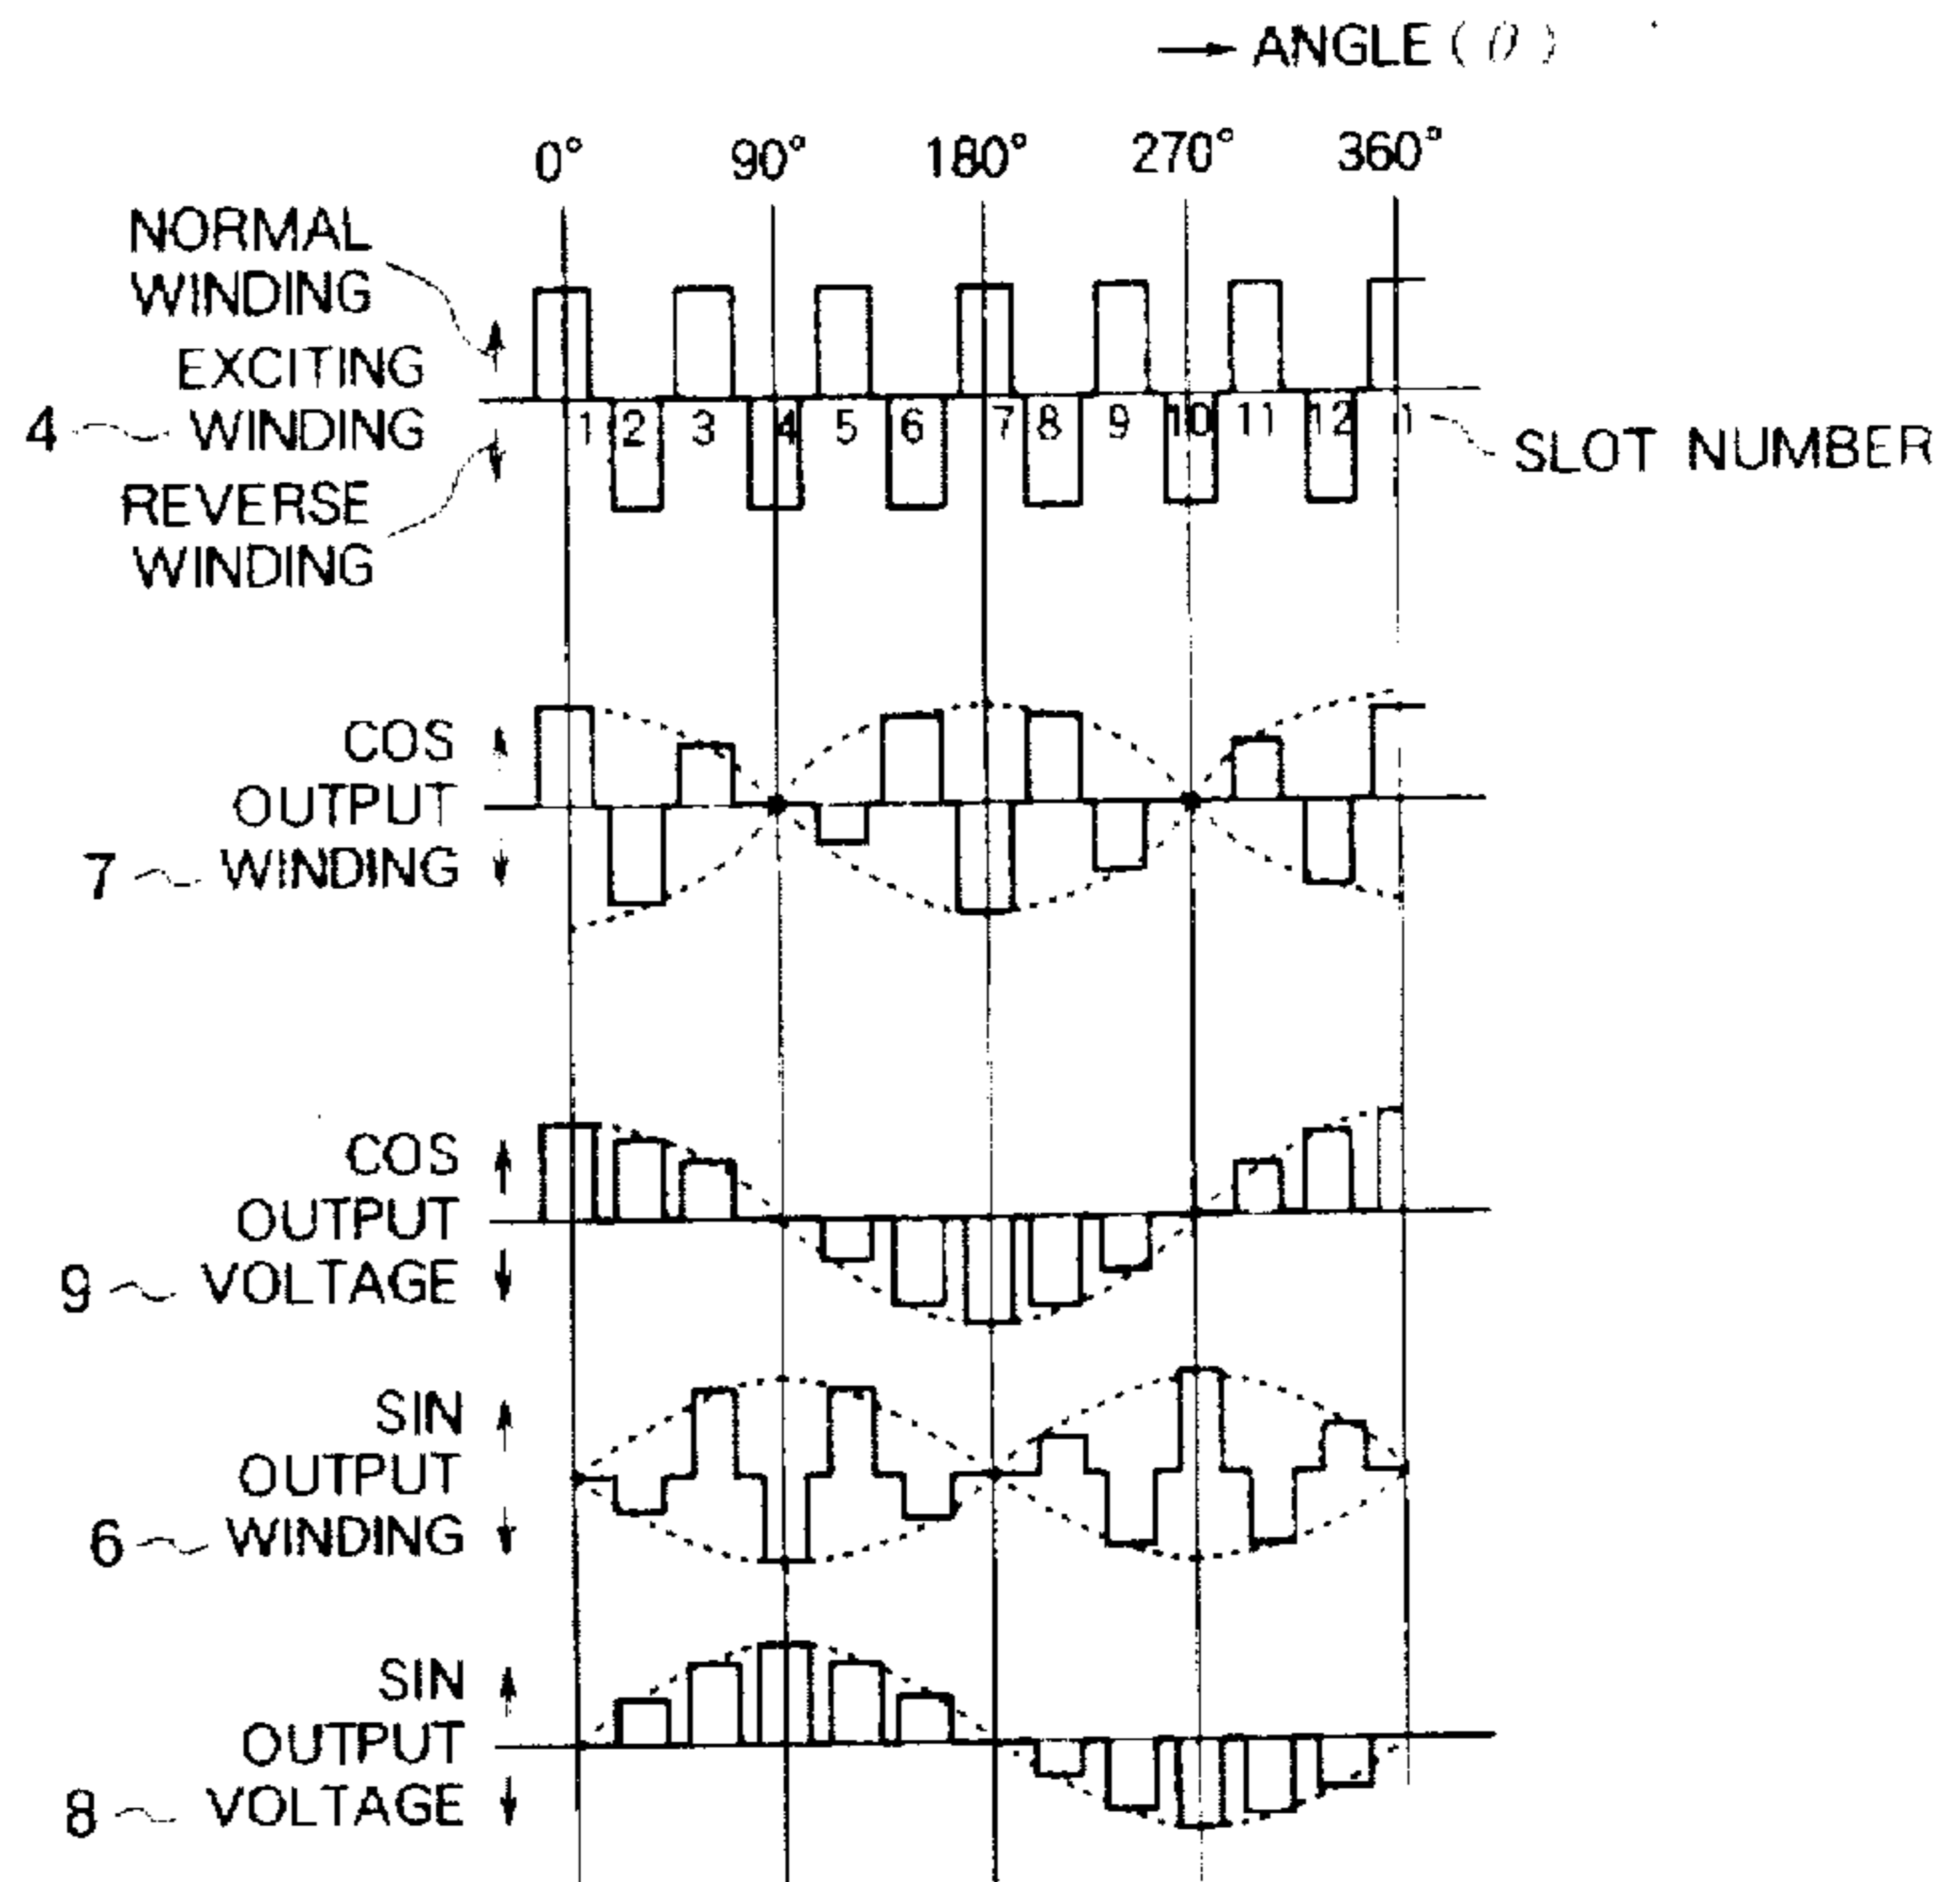 ANGLE (θ)
0° 90° 180° 270° 360°
NORMAL
WINDING
EXCITING
4 WINDING
REVERSE
WINDING
1 2 3 4 5 6 7 8 9 10 11 12 1
SLOT NUMBER
COS
OUTPUT
7 WINDING
COS
OUTPUT
9 VOLTAGE
SIN
OUTPUT
6 WINDING
SIN
OUTPUT
8 VOLTAGE